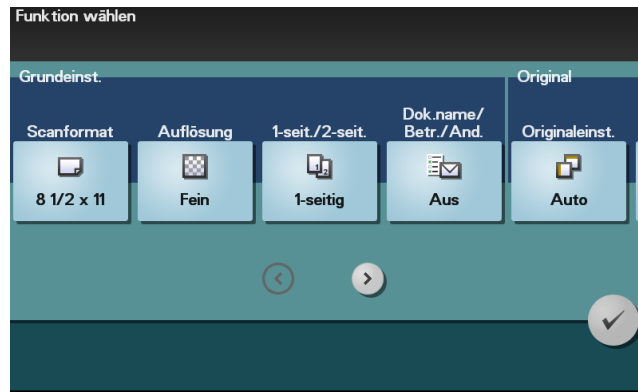 Funktion wählen
Grundeinst.
Original
Scanformat
Auflösung
1-seit./2-seit.
Dok.name/
Betr./And.
Originaleinst.
8 1/2 x 11
Fein
1-seitig
Aus
Auto